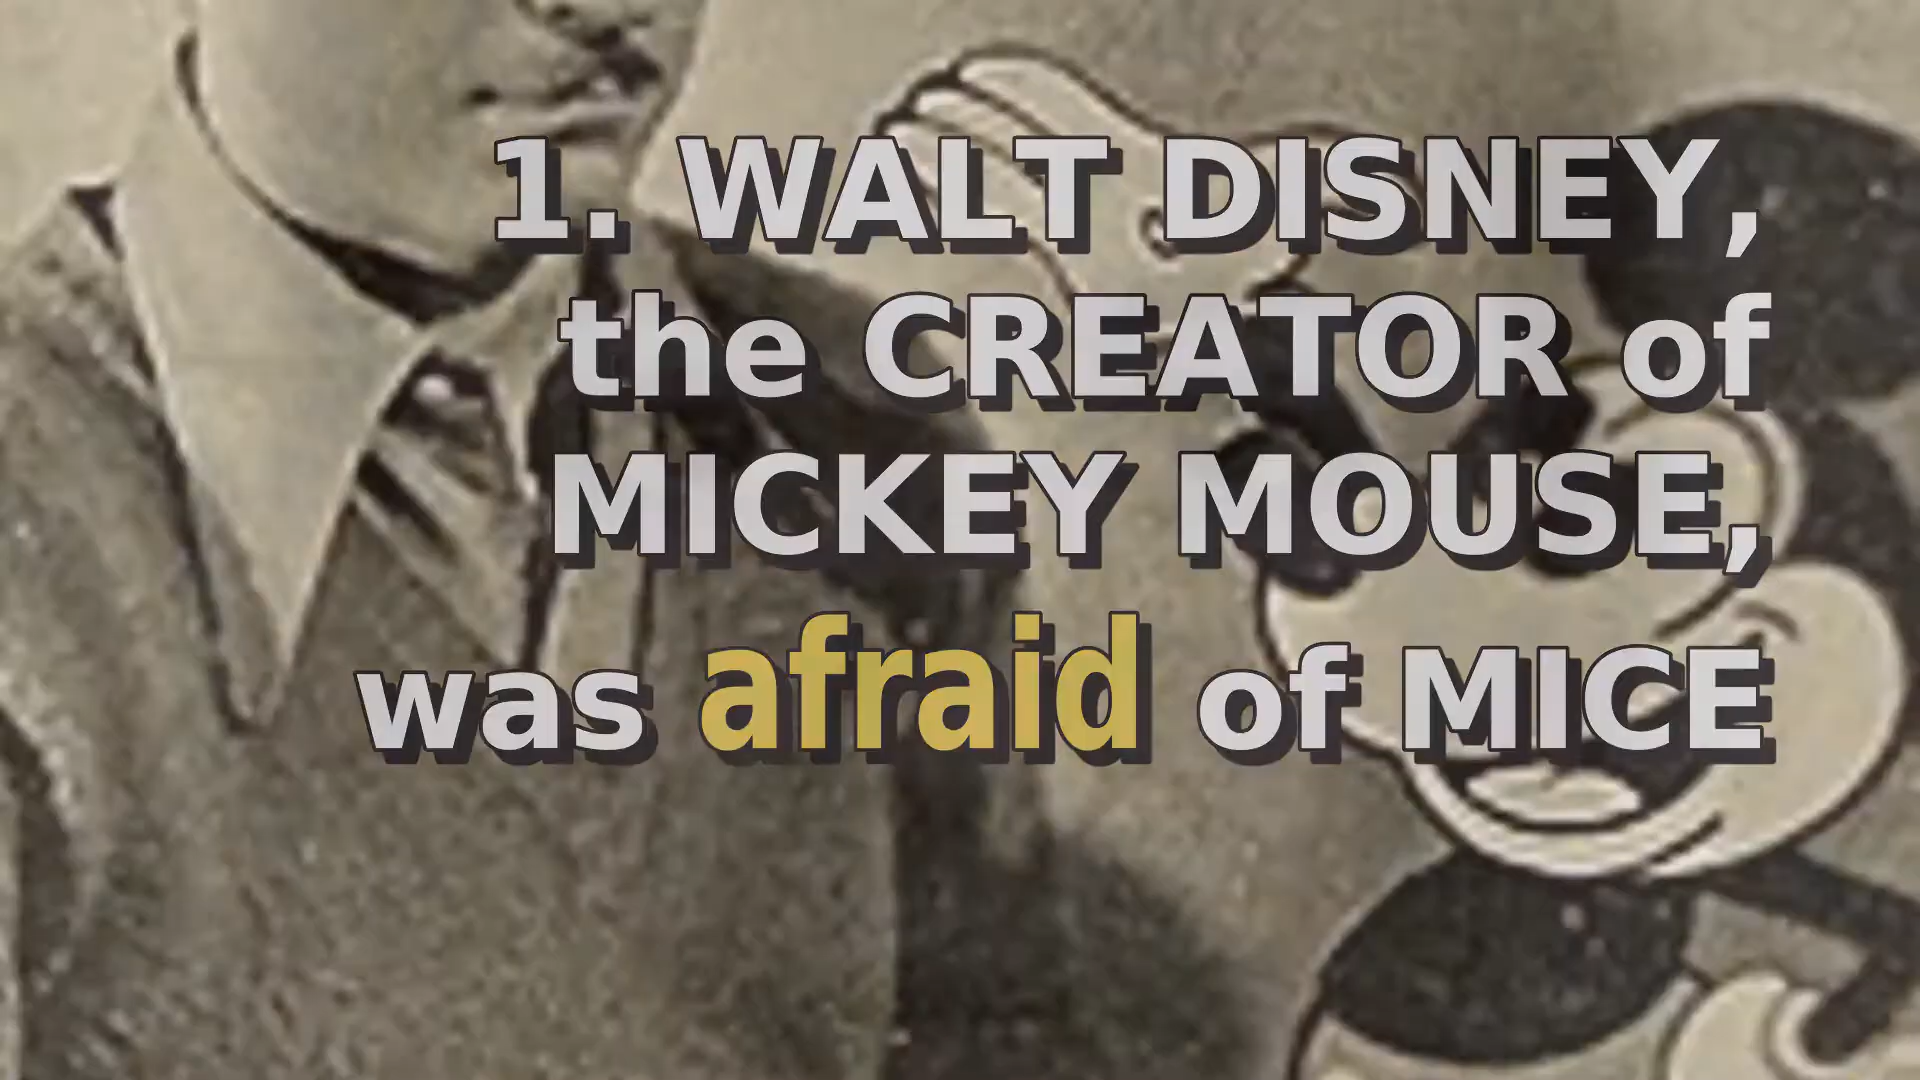 1. WALT DISNEY,
the CREATOR of
MICKEY MOUSE,
was afraid of MICE